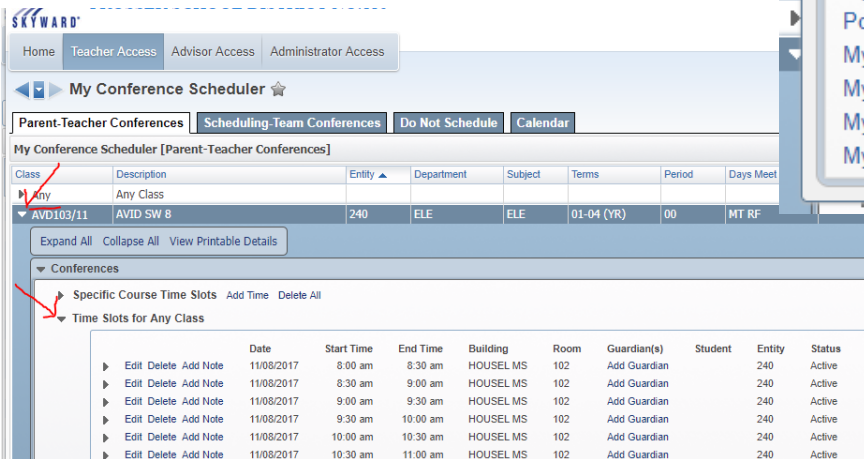 SKYWARD®
Home Teacher Access Advisor Access Administrator Access
My Conference Scheduler
Parent-Teacher Conferences Scheduling-Team Conferences Do Not Schedule Calendar
My Conference Scheduler [Parent-Teacher Conferences]
Class Description Entity Department Subject Terms Period Days Meet
Any Any Class
AVD103/11 AVID SW 8 240 ELE ELE 01-04 (YR) 00 MT RF
Expand All Collapse All View Printable Details
Conferences
Specific Course Time Slots Add Time Delete All
Time Slots for Any Class
Date Start Time End Time Building Room Guardian(s) Student Entity Status
Edit Delete Add Note 11/08/2017 8:00 am 8:30 am HOUSEL MS 102 Add Guardian 240 Active
Edit Delete Add Note 11/08/2017 8:30 am 9:00 am HOUSEL MS 102 Add Guardian 240 Active
Edit Delete Add Note 11/08/2017 9:00 am 9:30 am HOUSEL MS 102 Add Guardian 240 Active
Edit Delete Add Note 11/08/2017 9:30 am 10:00 am HOUSEL MS 102 Add Guardian 240 Active
Edit Delete Add Note 11/08/2017 10:00 am 10:30 am HOUSEL MS 102 Add Guardian 240 Active
Edit Delete Add Note 11/08/2017 10:30 am 11:00 am HOUSEL MS 102 Add Guardian 240 Active